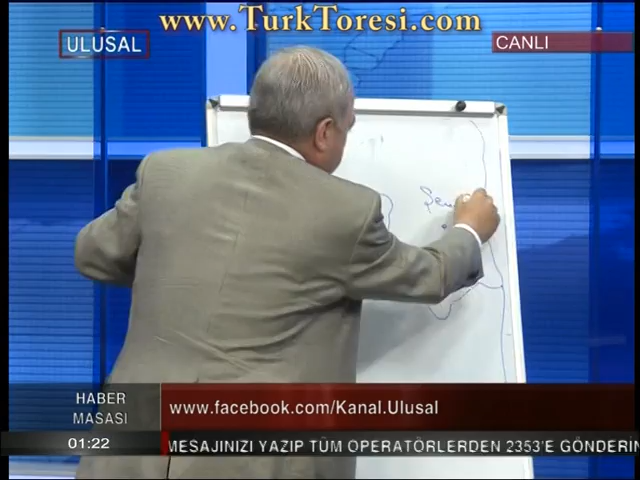 www.TurkToresi.com
ULUSAL
CANLI
HABER
MASASI
www.facebook.com/Kanal.Ulusal
01:22
MESAJINIZI YAZIP TÜM OPERATÖRLERDEN 2353'E GÖNDERİN